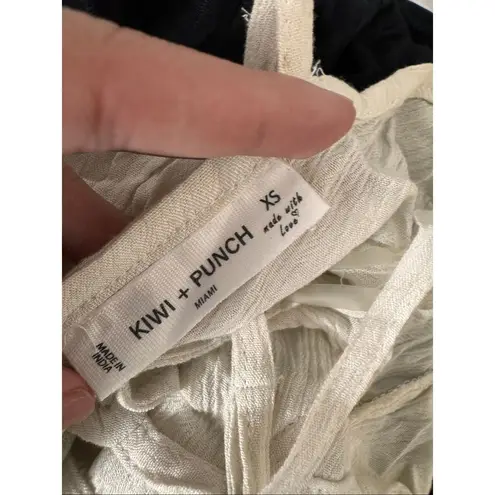 KIWI + PUNCH
MIAMI
XS
made with
Love
MADE IN
INDIA